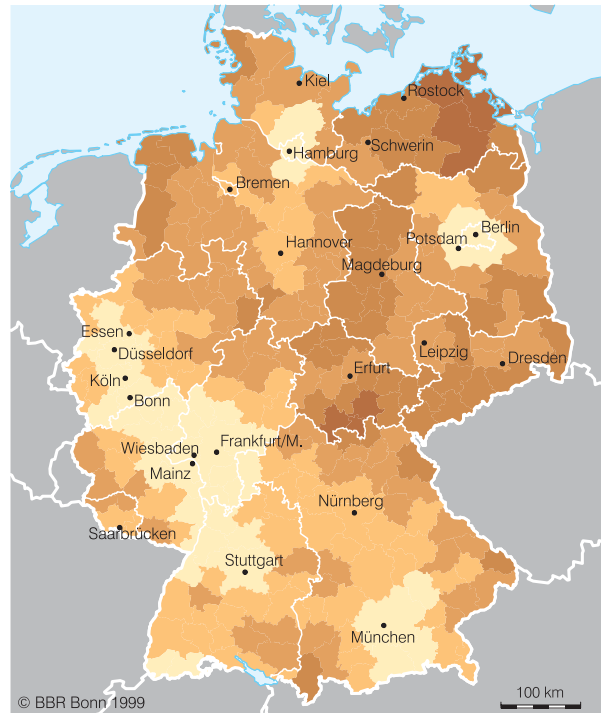 Kiel
Rostock
Hamburg
Schwerin
Bremen
Berlin
Potsdam
Hannover
Magdeburg
Essen
Düsseldorf
Leipzig
Dresden
Köln
Erfurt
Bonn
Frankfurt/M.
Wiesbaden
Mainz
Nürnberg
Saarbrücken
Stuttgart
München
© BBR Bonn 1999
100 km